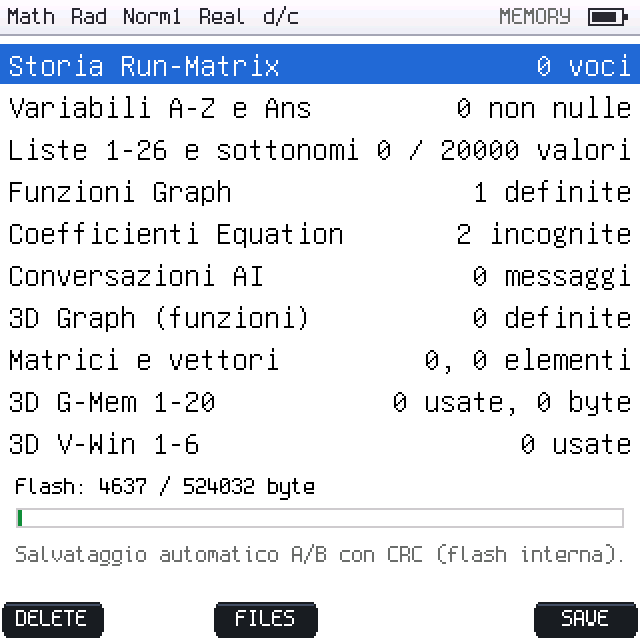 Math Rad Norm1 Real d/c MEMORY
Storia Run-Matrix 0 voci
Variabili A-Z e Ans 0 non nulle
Liste 1-26 e sottonomi 0 / 20000 valori
Funzioni Graph 1 definite
Coefficienti Equation 2 incognite
Conversazioni AI 0 messaggi
3D Graph (funzioni) 0 definite
Matrici e vettori 0, 0 elementi
3D G-Mem 1-20 0 usate, 0 byte
3D V-Win 1-6 0 usate
Flash: 4637 / 524032 byte
Salvataggio automatico A/B con CRC (flash interna).
DELETE FILES SAVE